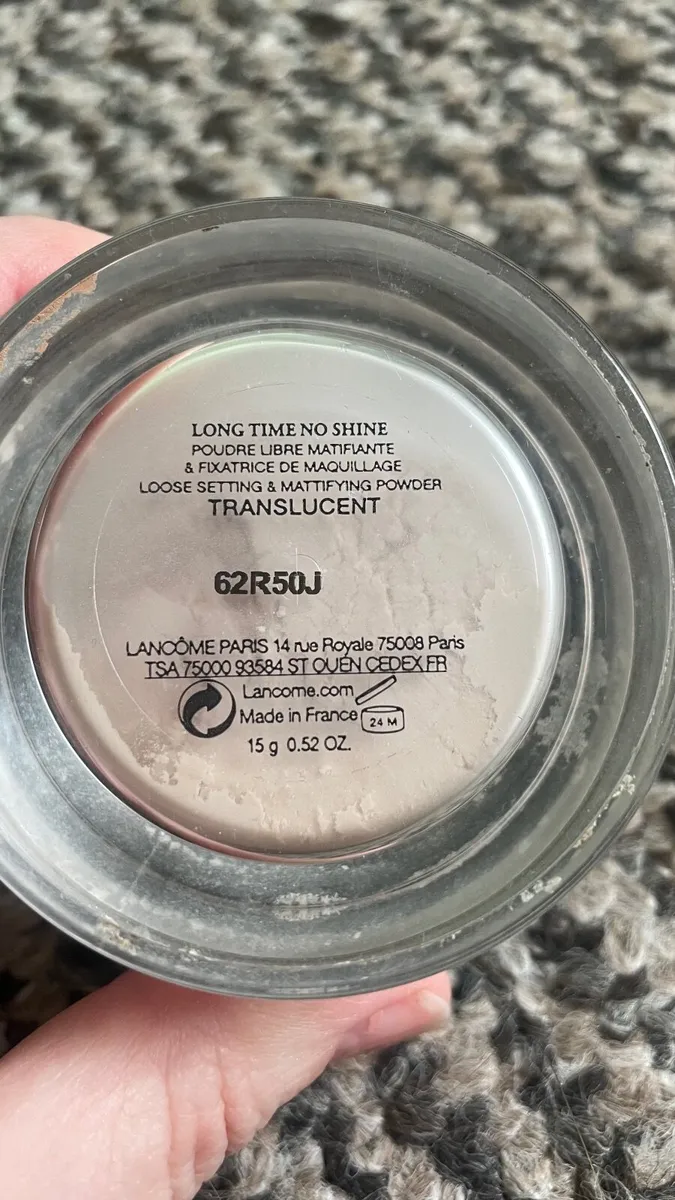 LONG TIME NO SHINE
POUDRE LIBRE MATIFIANTE
& FIXATRICE DE MAQUILLAGE
LOOSE SETTING & MATTIFYING POWDER
TRANSLUCENT
62R50J
LANCÔME PARIS 14 rue Royale 75008 Paris
TSA 75000 93584 ST OUEN CEDEX FR
Lancome.com
Made in France 24 M
15 g 0.52 OZ.